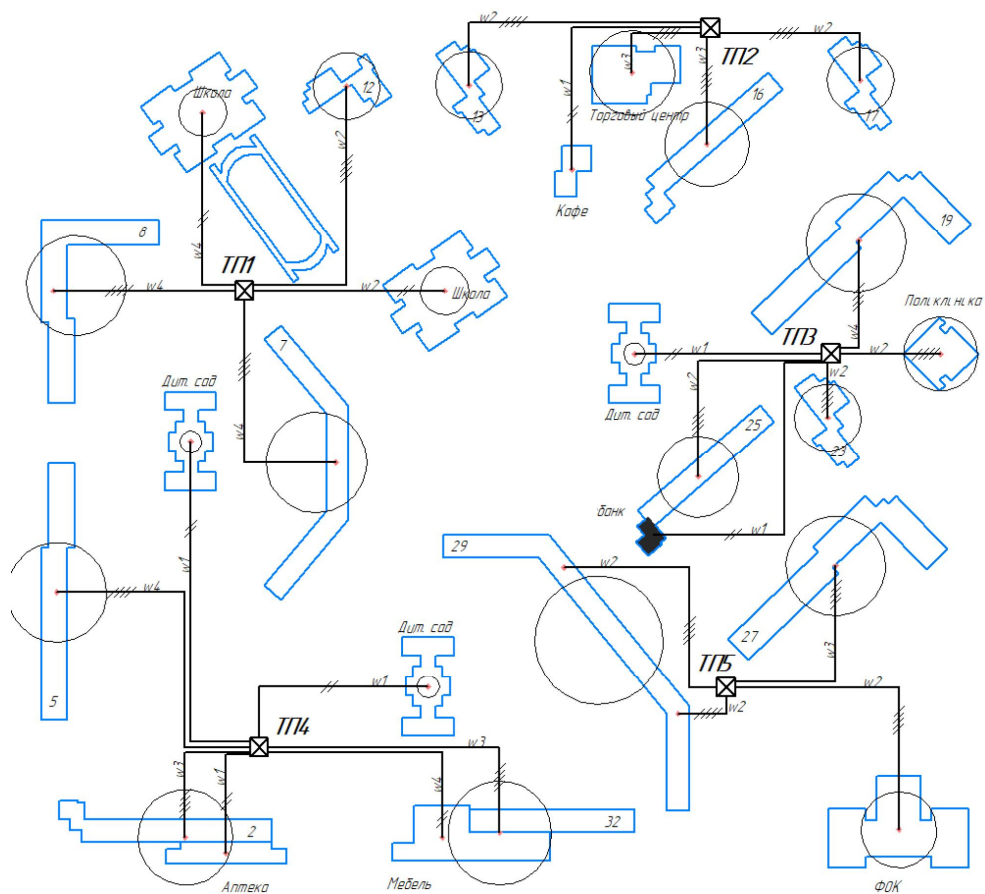 w2
w2
ТП2
Школа
12
w3
w3
16
13
Торговый центр
17
w1
w2
Кафе
8
19
w4
ТП1
w4
w2
Школа
Поликлиника
w4
ТП3
7
w1
w2
w2
w2
Дит. сад
Дит. сад
25
23
w4
банк
w1
29
w1
w2
w4
27
Дит. сад
w3
5
ТП5
w1
w2
w2
ТП4
w3
w3
w1
w4
2
32
Аптека
Мебель
ФОК